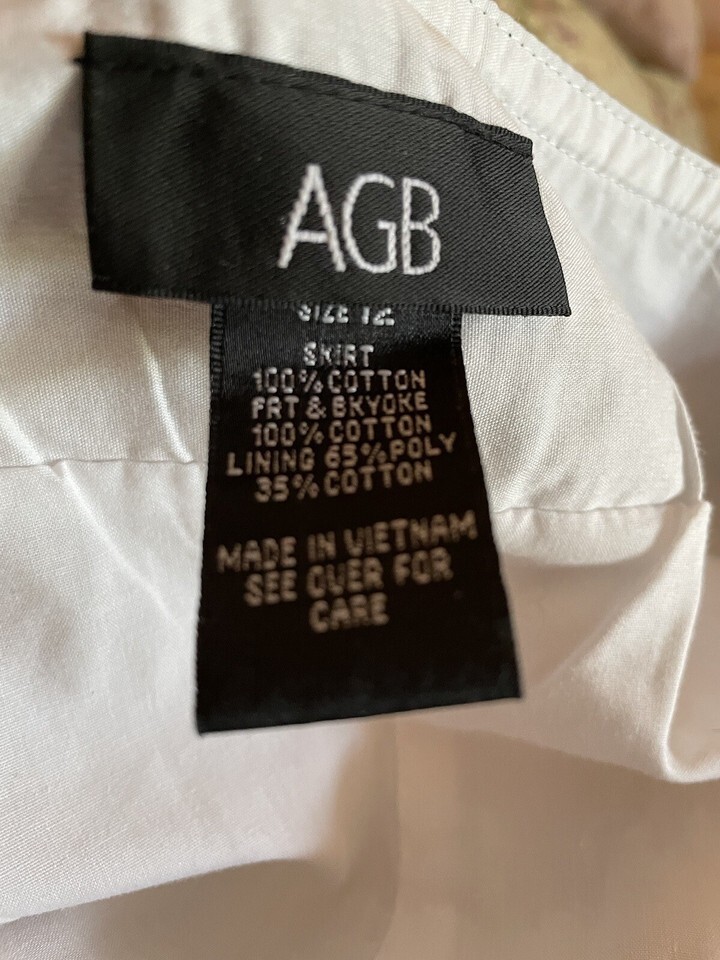 AGB
SIZE 12
SKIRT
100% COTTON
FRT & BKYOKE
100% COTTON
LINING 65% POLY
35% COTTON
MADE IN VIETNAM
SEE OVER FOR
CARE